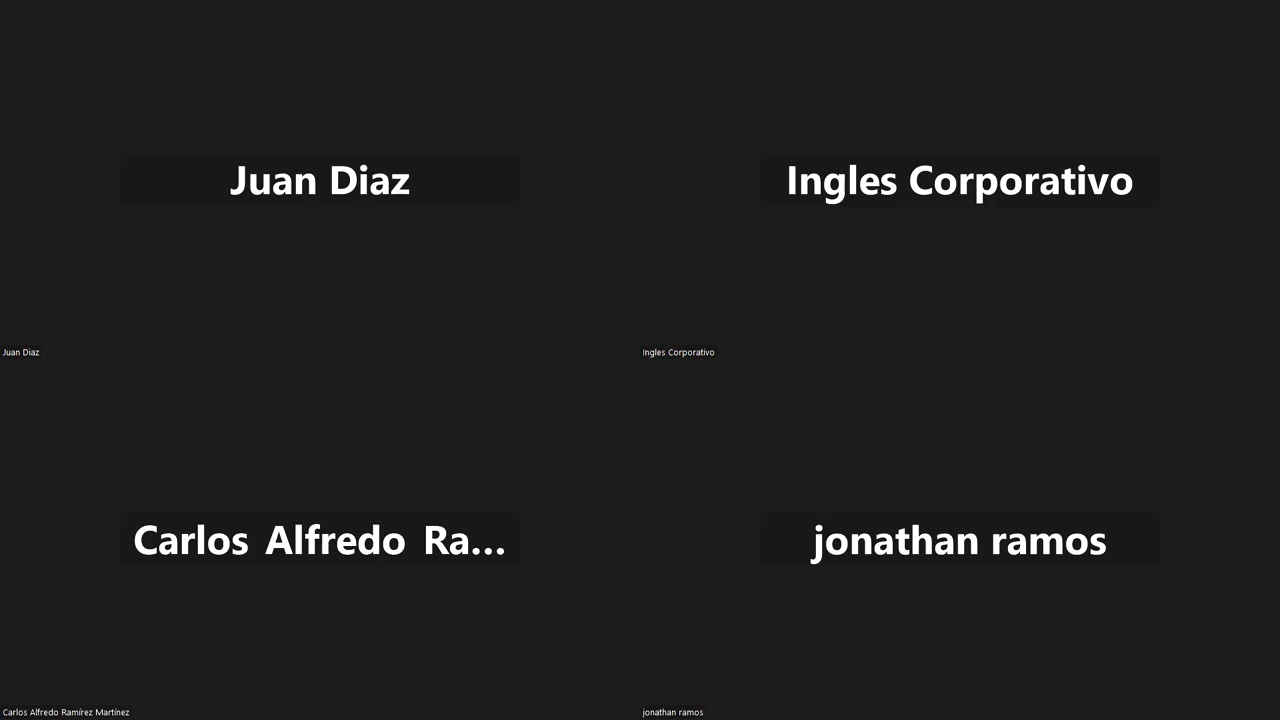 Juan Diaz
Ingles Corporativo
Juan Diaz
Ingles Corporativo
Carlos Alfredo Ra...
jonathan ramos
Carlos Alfredo Ramírez Martínez
jonathan ramos